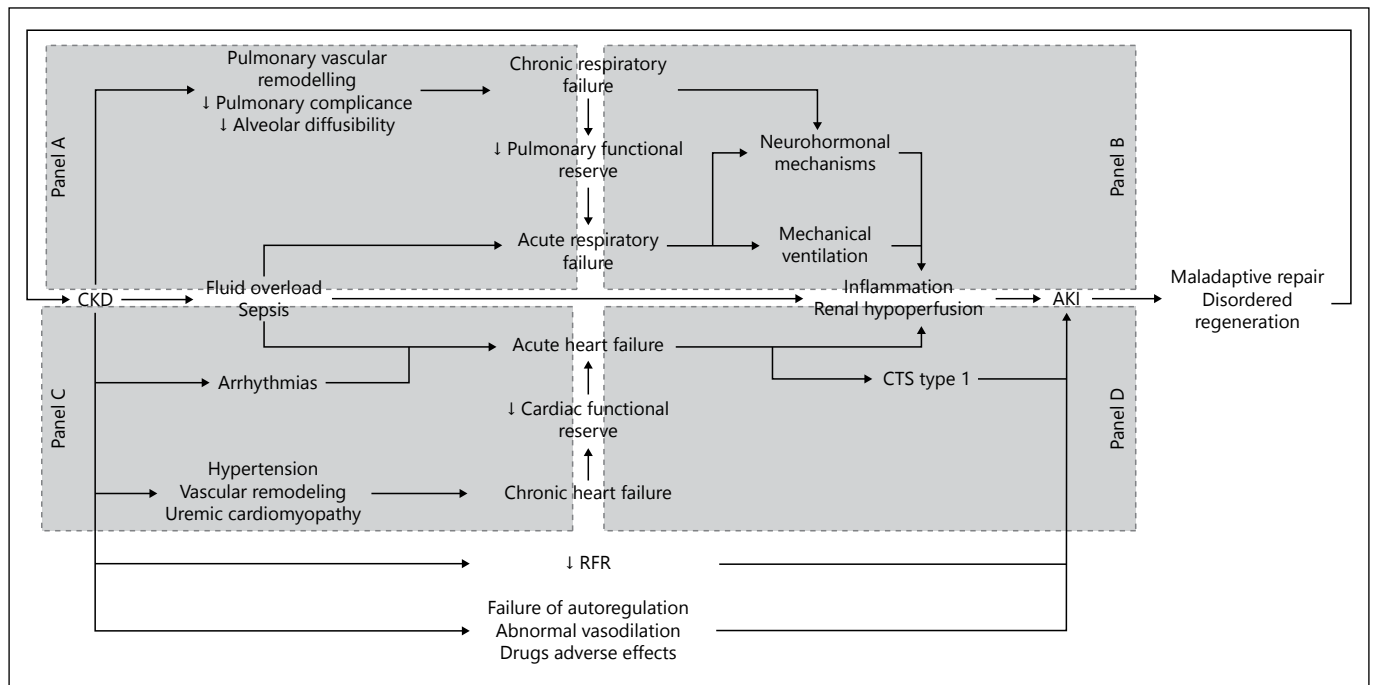 Panel A
Pulmonary vascular
remodelling
↓ Pulmonary complicance
↓ Alveolar diffusibility
Chronic respiratory
failure
↓ Pulmonary functional
reserve
Acute respiratory
failure
Panel B
Neurohormonal
mechanisms
Mechanical
ventilation
CKD
Fluid overload
Sepsis
Inflammation
Renal hypoperfusion
AKI
Maladaptive repair
Disordered
regeneration
Panel C
Arrhythmias
Acute heart failure
↓ Cardiac functional
reserve
Hypertension
Vascular remodeling
Uremic cardiomyopathy
Chronic heart failure
CTS type 1
Panel D
↓ RFR
Failure of autoregulation
Abnormal vasodilation
Drugs adverse effects